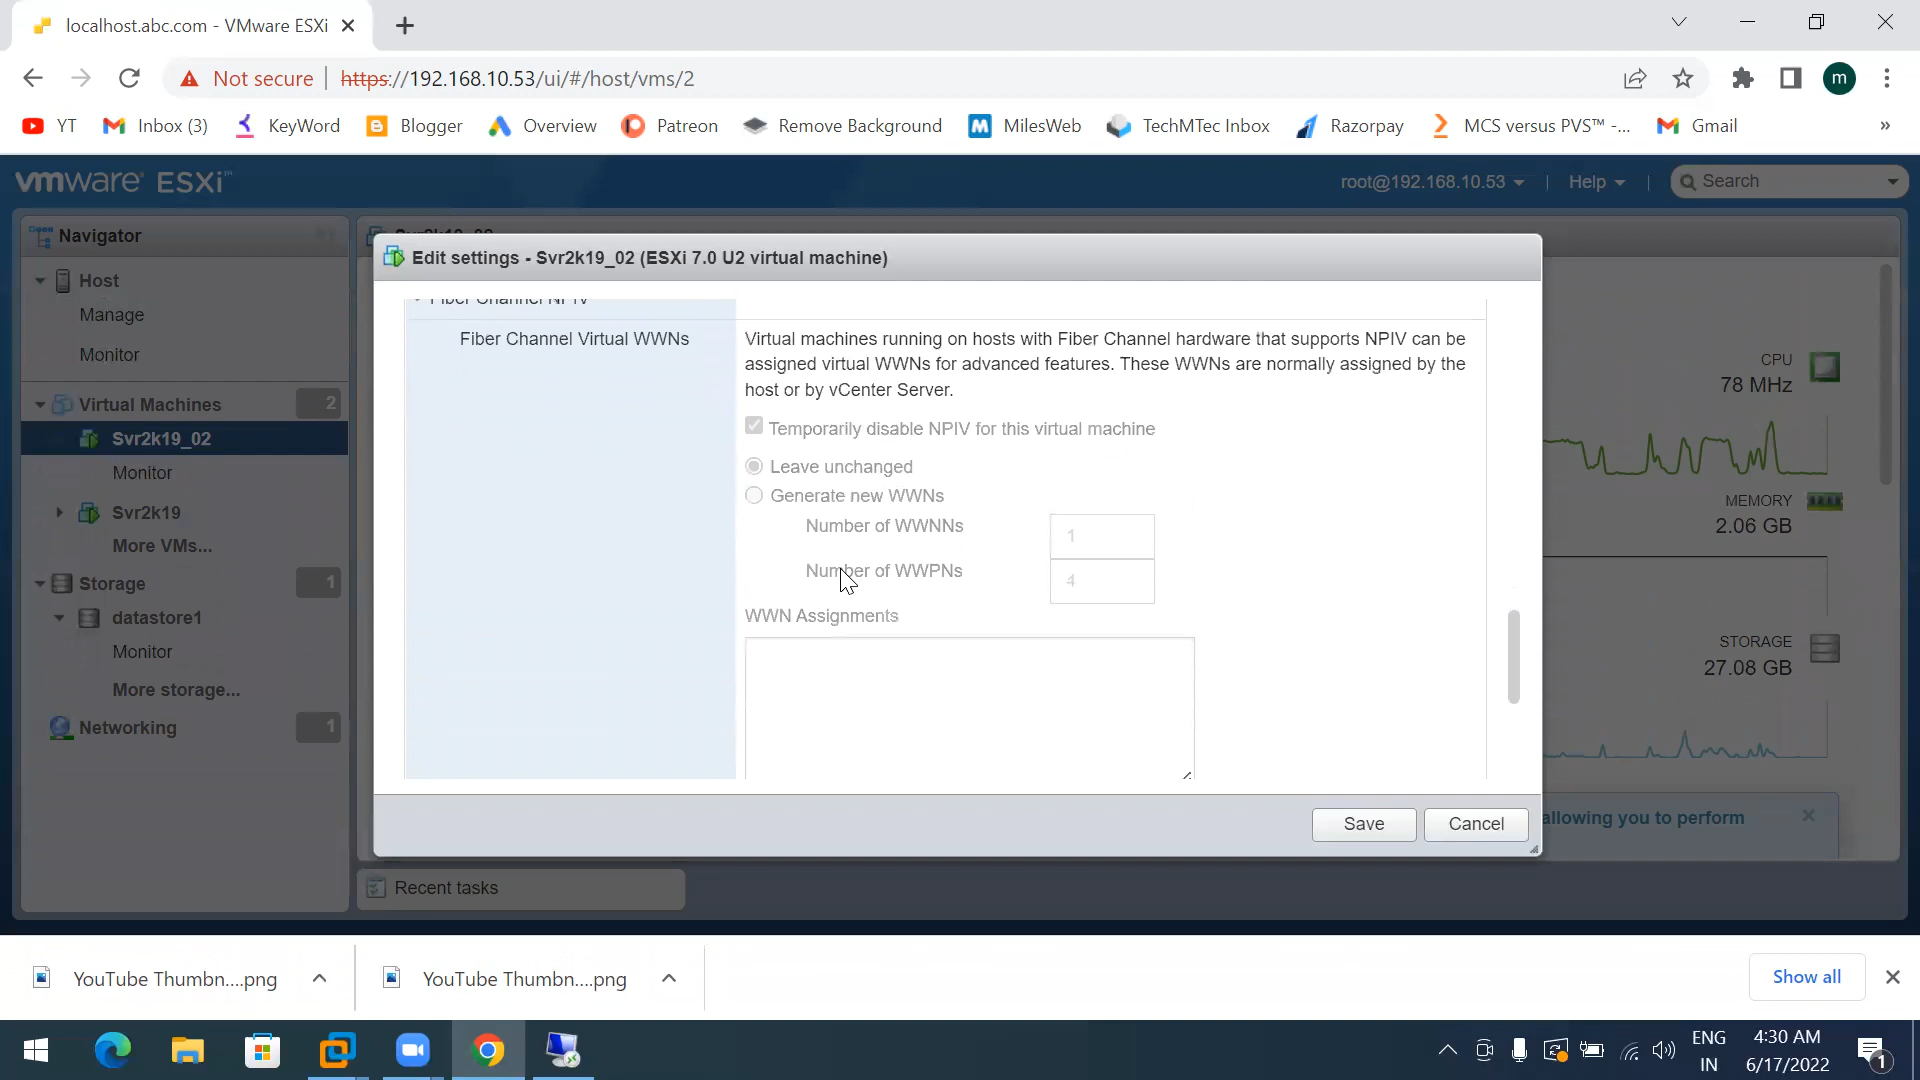 localhost.abc.com - VMware ESXi
Not secure
https://192.168.10.53/ui/#/host/vms/2
m
YT
Inbox (3)
KeyWord
Blogger
Overview
Patreon
Remove Background
MilesWeb
TechMTec Inbox
Razorpay
MCS versus PVS™ -...
Gmail
»
vmware ESXi™
root@192.168.10.53
|
Help
|
Search
Navigator
Svr2k19_02
Edit settings - Svr2k19_02 (ESXi 7.0 U2 virtual machine)
Host
Manage
Monitor
Virtual Machines
2
Svr2k19_02
Monitor
Svr2k19
More VMs...
Storage
1
datastore1
Monitor
More storage...
Networking
1
Fiber Channel NPIV
Fiber Channel Virtual WWNs
Virtual machines running on hosts with Fiber Channel hardware that supports NPIV can be
assigned virtual WWNs for advanced features. These WWNs are normally assigned by the
host or by vCenter Server.
Temporarily disable NPIV for this virtual machine
Leave unchanged
Generate new WWNs
Number of WWNNs
1
Number of WWPNs
4
WWN Assignments
Save
Cancel
CPU
78 MHz
MEMORY
2.06 GB
STORAGE
27.08 GB
allowing you to perform
Recent tasks
YouTube Thumbn....png
YouTube Thumbn....png
Show all
ENG
IN
4:30 AM
6/17/2022
1